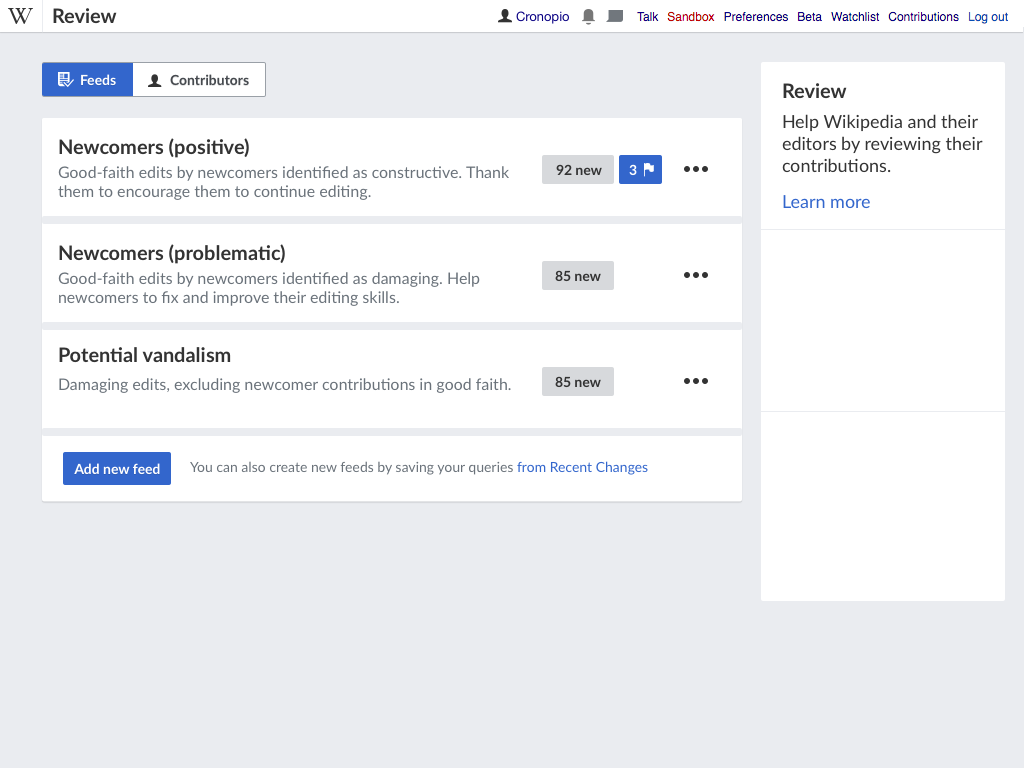 W Review Cronopio Talk Sandbox Preferences Beta Watchlist Contributions Log out
Feeds Contributors
Newcomers (positive)
Good-faith edits by newcomers identified as constructive. Thank
them to encourage them to continue editing.
92 new 3
Newcomers (problematic)
Good-faith edits by newcomers identified as damaging. Help
newcomers to fix and improve their editing skills.
85 new
Potential vandalism
Damaging edits, excluding newcomer contributions in good faith.
85 new
Add new feed You can also create new feeds by saving your queries from Recent Changes
Review
Help Wikipedia and their
editors by reviewing their
contributions.
Learn more